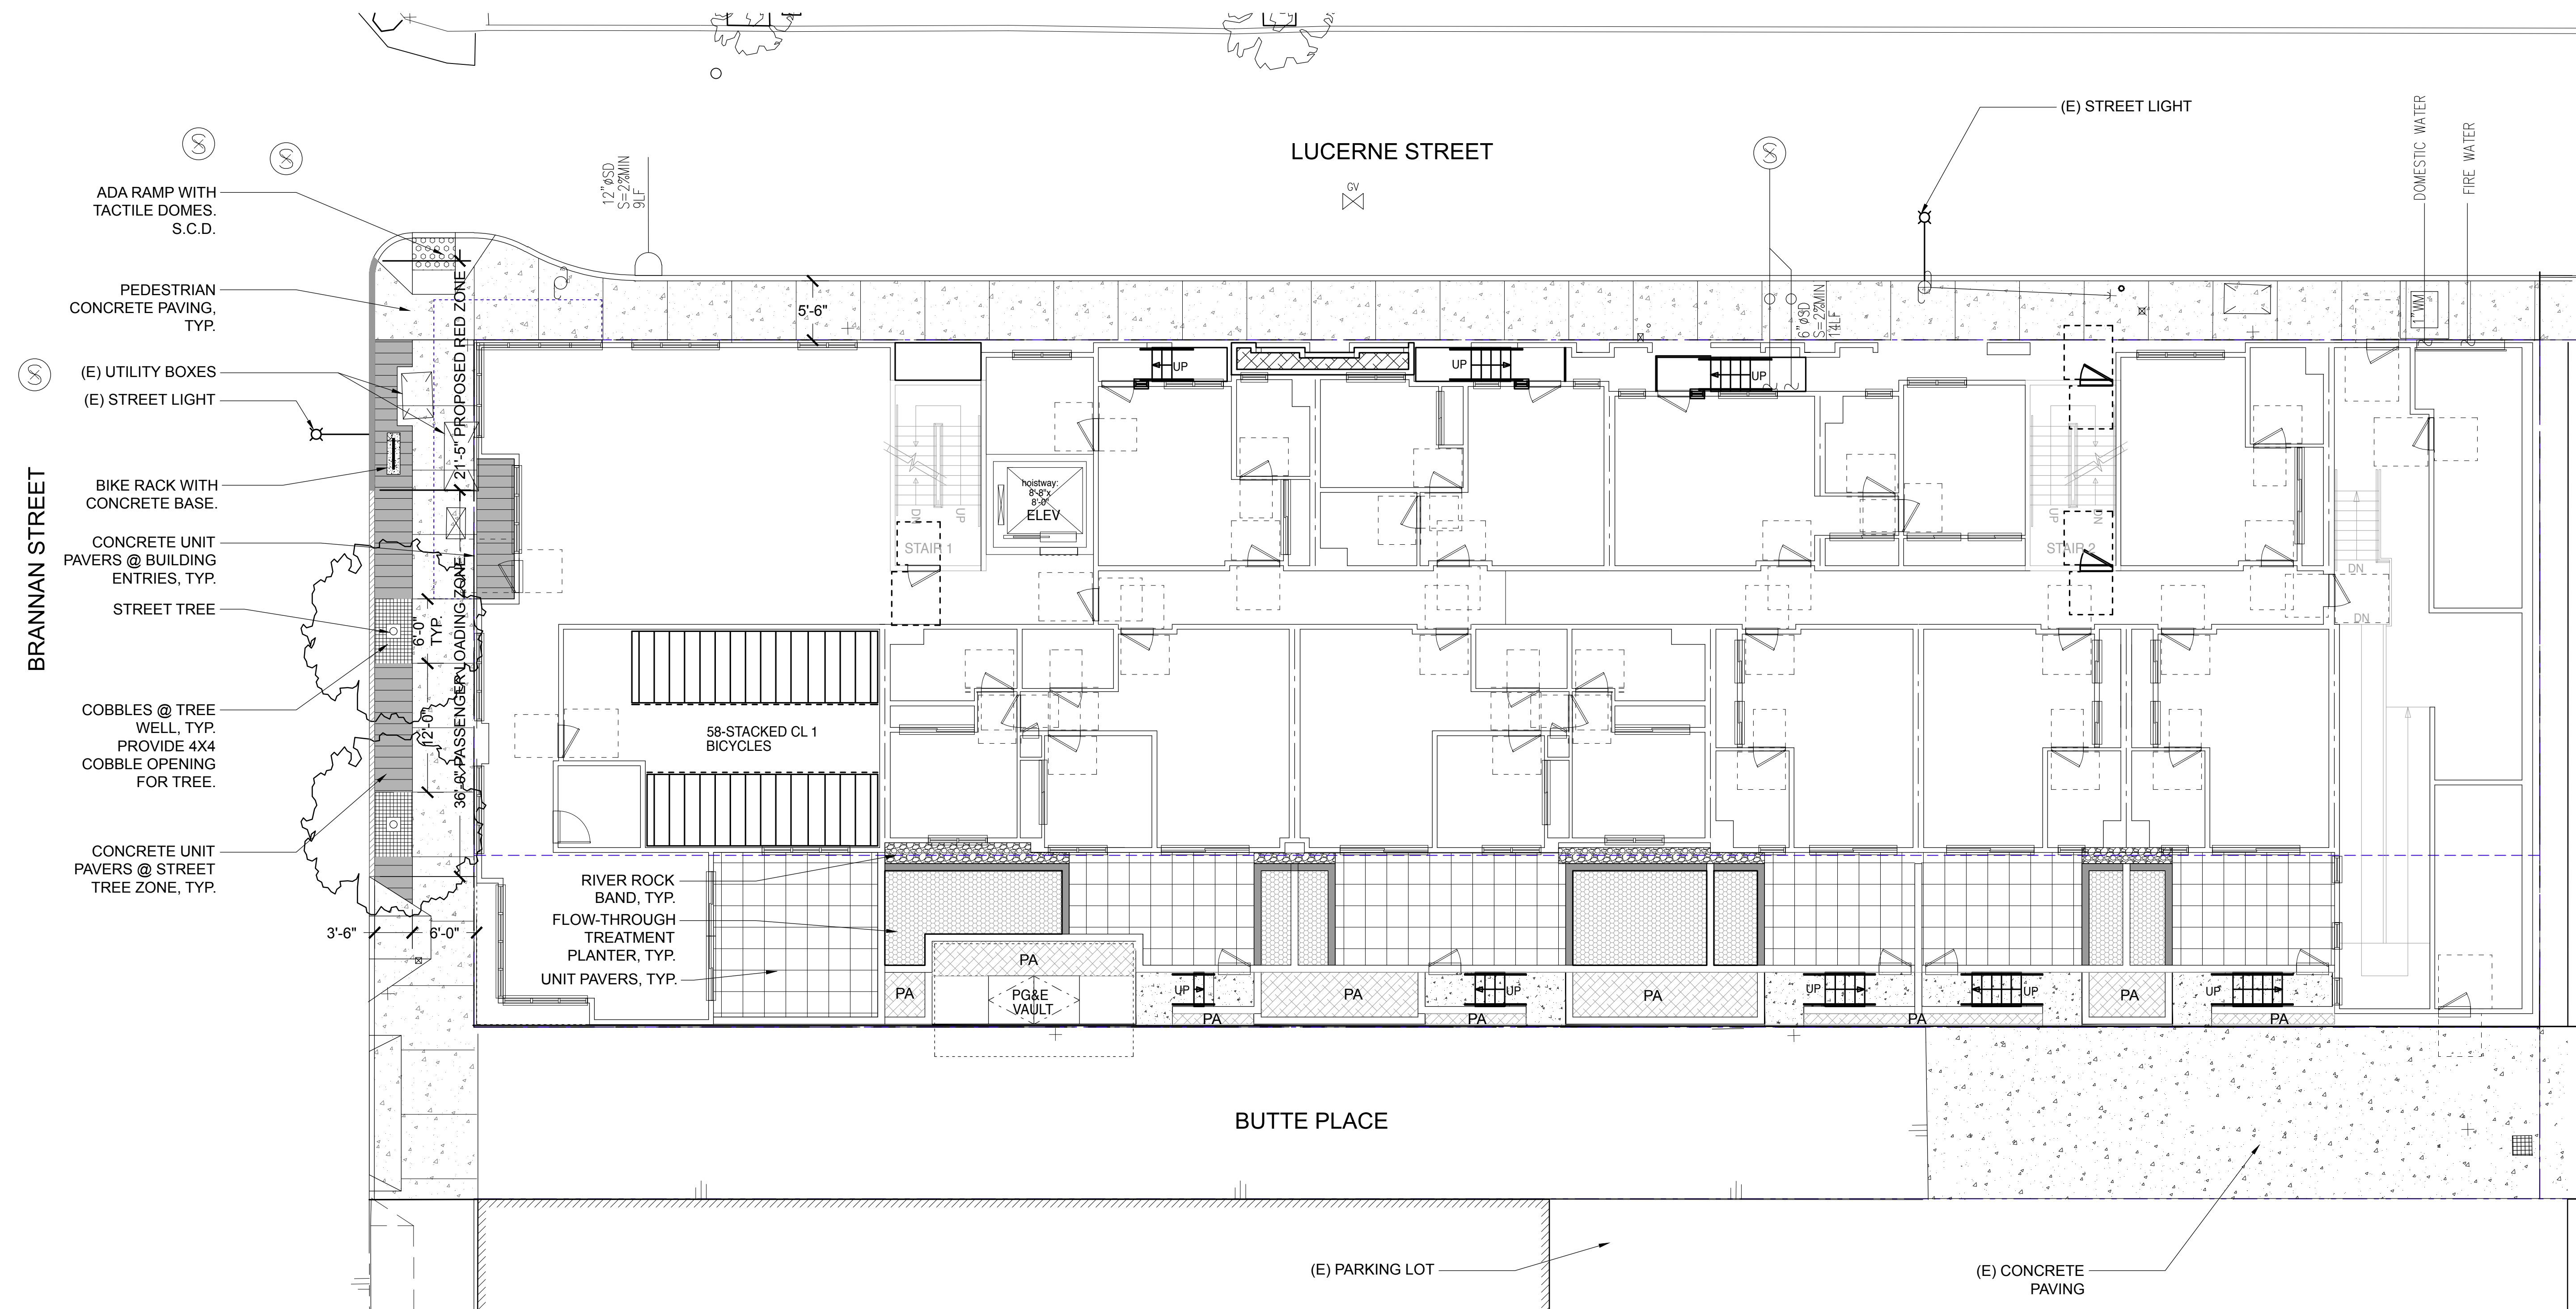 LUCERNE STREET
(E) STREET LIGHT
DOMESTIC WATER
FIRE WATER
12"øSD
S=2%MIN
9LF
GV
ADA RAMP WITH
TACTILE DOMES.
S.C.D.
PEDESTRIAN
CONCRETE PAVING,
TYP.
(E) UTILITY BOXES
(E) STREET LIGHT
BIKE RACK WITH
CONCRETE BASE.
CONCRETE UNIT
PAVERS @ BUILDING
ENTRIES, TYP.
STREET TREE
COBBLES @ TREE
WELL, TYP.
PROVIDE 4X4
COBBLE OPENING
FOR TREE.
CONCRETE UNIT
PAVERS @ STREET
TREE ZONE, TYP.
BRANNAN STREET
21'-5" PROPOSED RED ZONE
36'-0" PASSENGER LOADING ZONE
6'-0"
TYP.
12'-0"
3'-6"
6'-0"
5'-6"
6"øSD
S=2%MIN
14LF
1" WM
UP
UP
UP
hoistway:
8'-8"x
8'-0"
ELEV
DN
UP
STAIR 1
UP
DN
STAIR 2
DN
DN
58-STACKED CL 1
BICYCLES
RIVER ROCK
BAND, TYP.
FLOW-THROUGH
TREATMENT
PLANTER, TYP.
UNIT PAVERS, TYP.
PA
PA
PG&E
VAULT
UP
PA
PA
UP
PA
PA
UP
UP
PA
PA
UP
PA
BUTTE PLACE
(E) PARKING LOT
(E) CONCRETE
PAVING